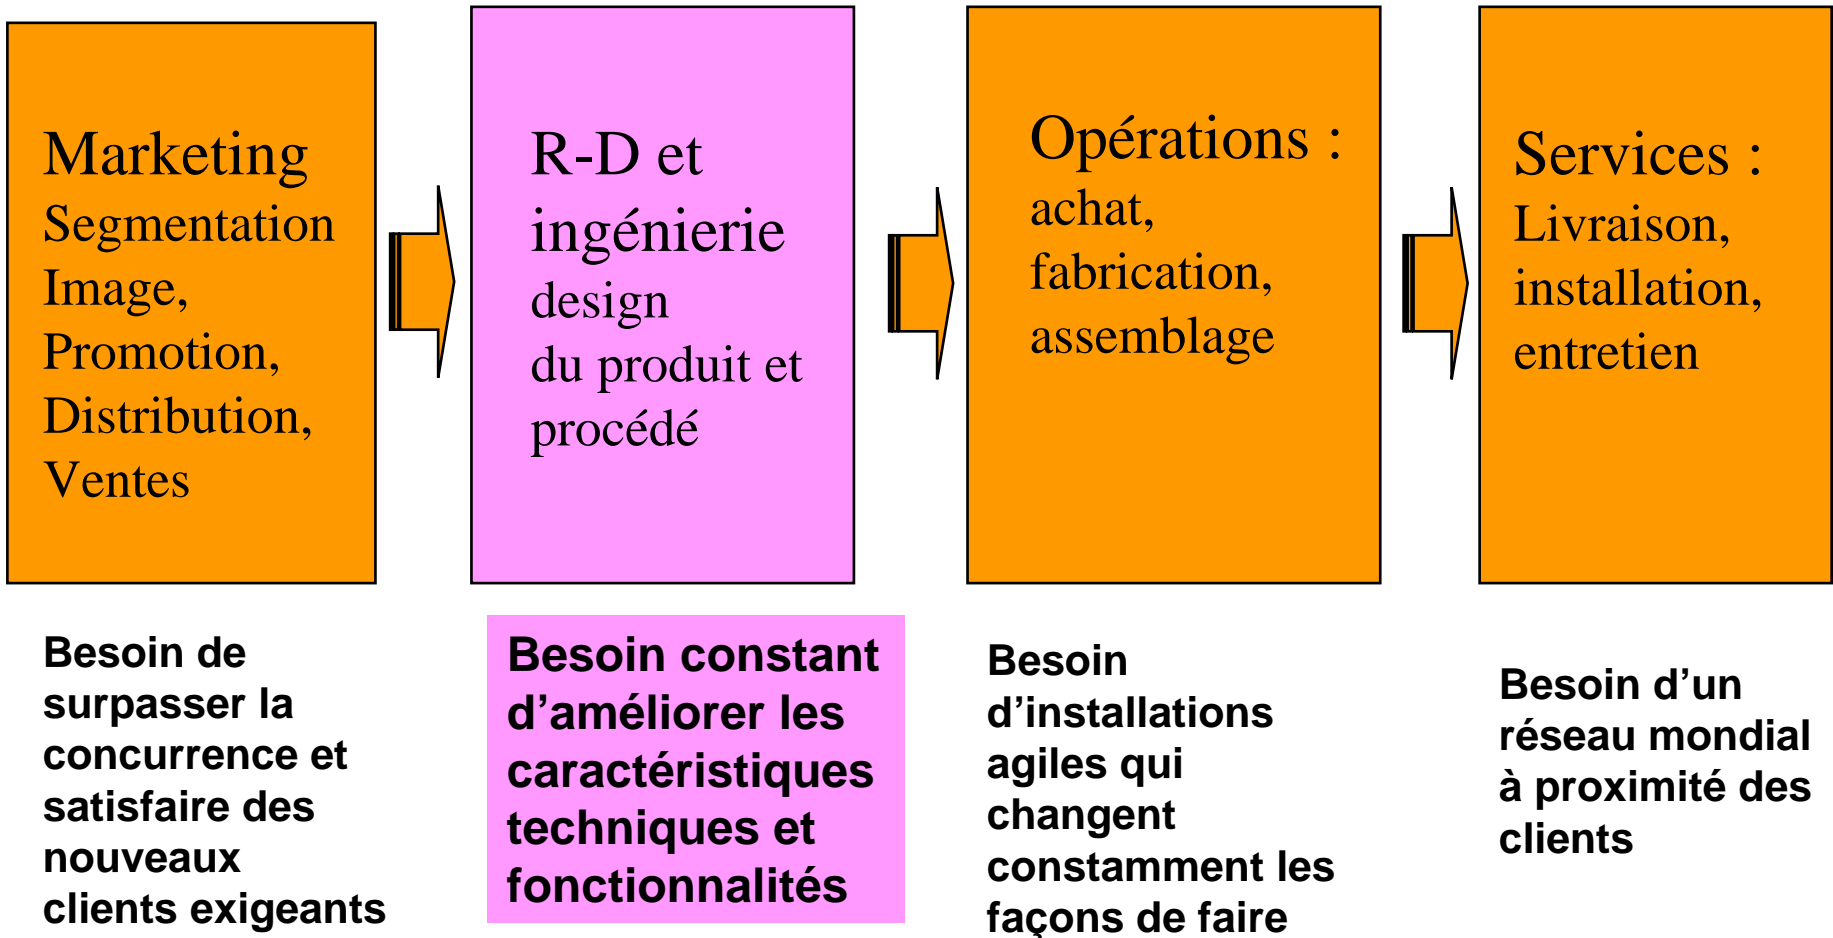 Marketing
Segmentation
Image,
Promotion,
Distribution,
Ventes
R-D et
ingénierie
design
du produit et
procédé
Opérations :
achat,
fabrication,
assemblage
Services :
Livraison,
installation,
entretien
Besoin de
surpasser la
concurrence et
satisfaire des
nouveaux
clients exigeants
Besoin constant
d’améliorer les
caractéristiques
techniques et
fonctionnalités
Besoin
d’installations
agiles qui
changent
constamment les
façons de faire
Besoin d’un
réseau mondial
à proximité des
clients